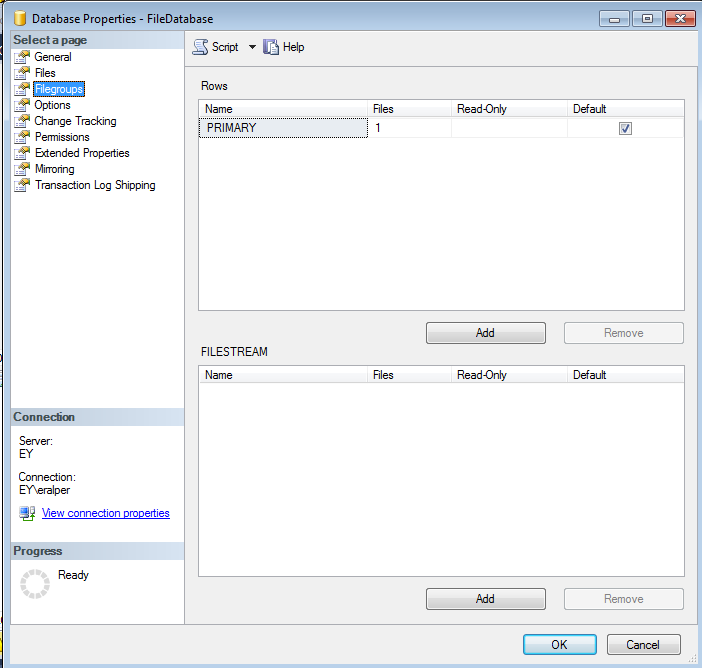 Database Properties - FileDatabase
Select a page
General
Files
Filegroups
Options
Change Tracking
Permissions
Extended Properties
Mirroring
Transaction Log Shipping
Connection
Server:
EY
Connection:
EY\eralper
View connection properties
Progress
Ready
Script Help
Rows
Name Files Read-Only Default
PRIMARY 1
Add Remove
FILESTREAM
Name Files Read-Only Default
Add Remove
OK Cancel